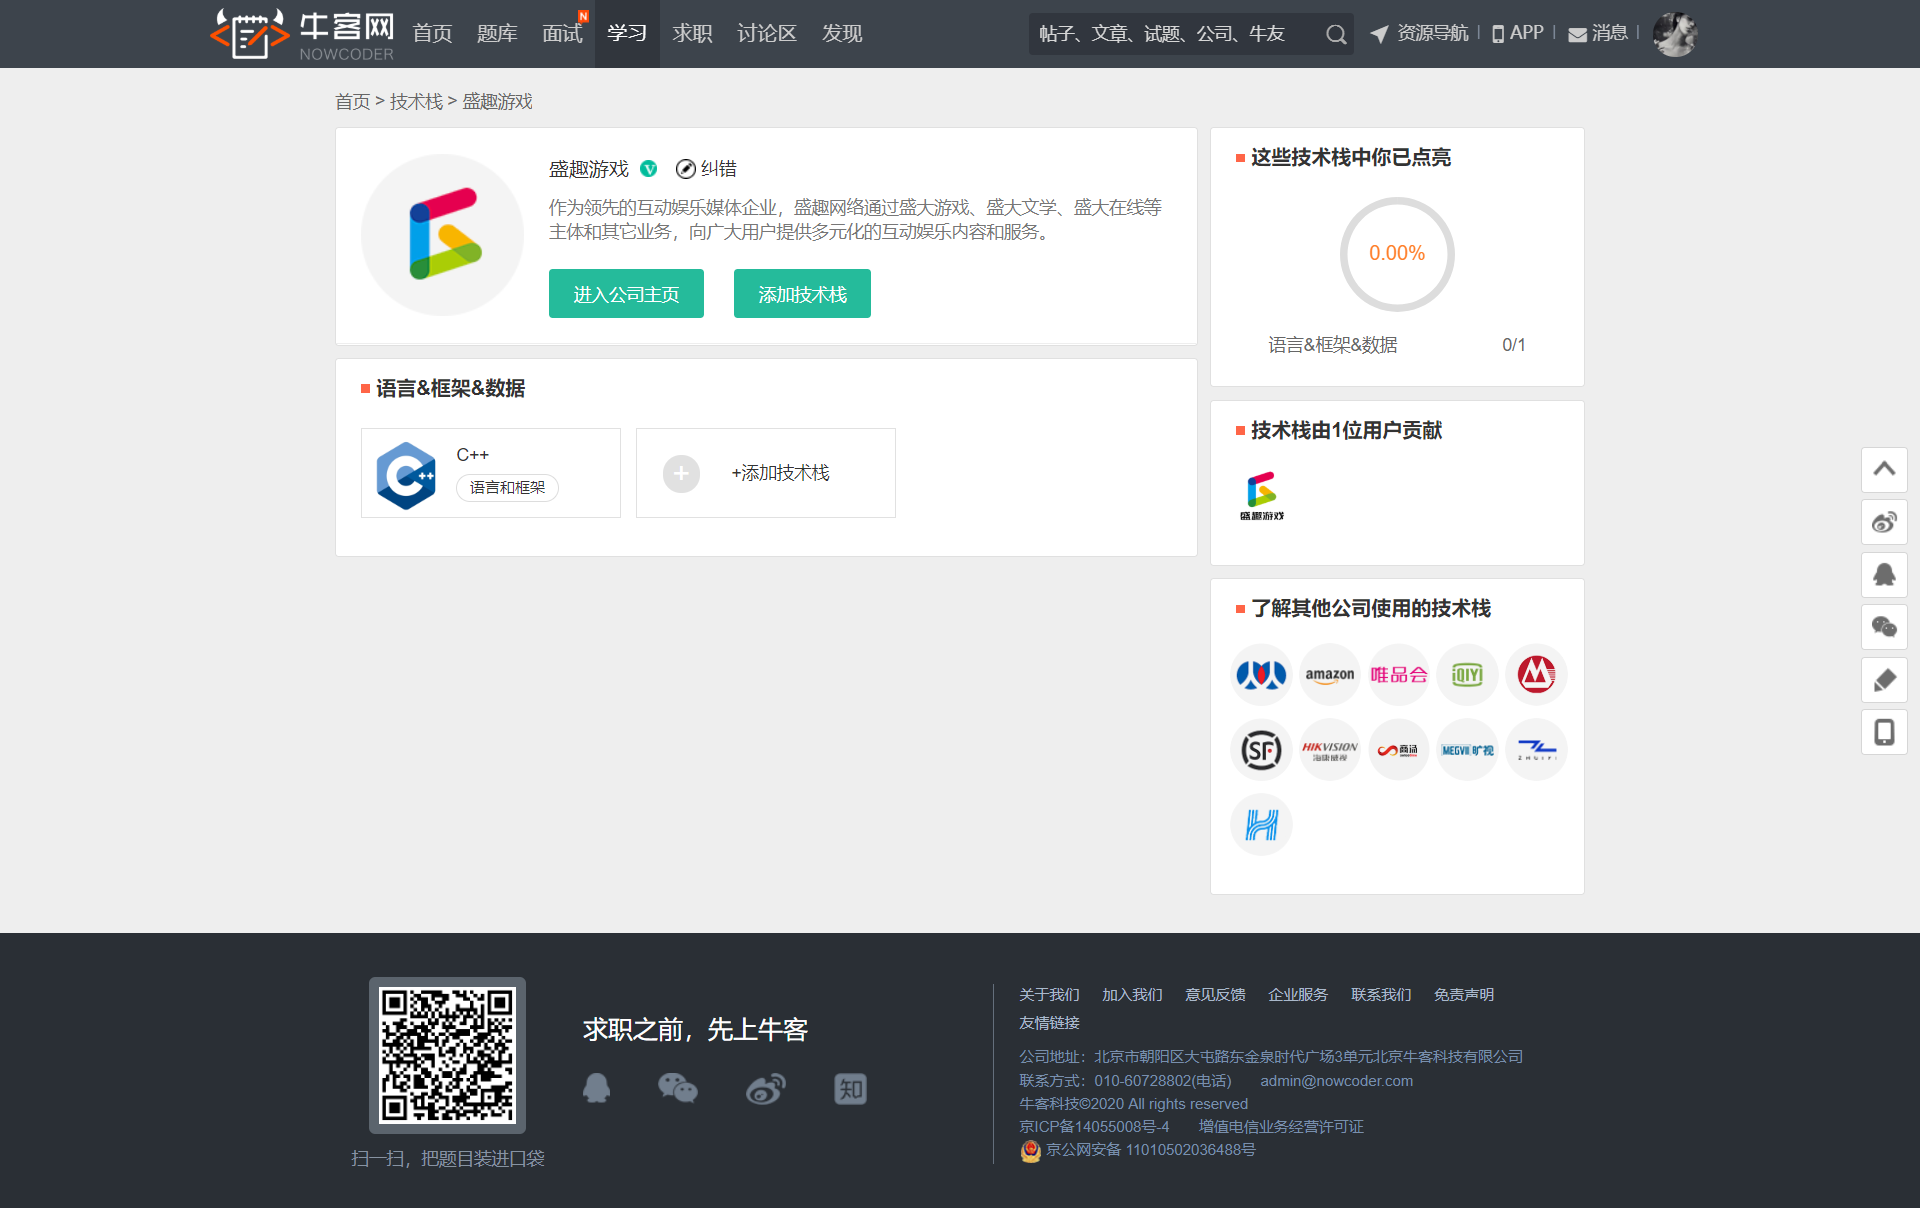 牛客网
NOWCODER
首页 题库 面试 N 学习 求职 讨论区 发现
帖子、文章、试题、公司、牛友
资源导航 | APP | 消息 |
首页 > 技术栈 > 盛趣游戏
盛趣游戏 V 纠错
作为领先的互动娱乐媒体企业，盛趣网络通过盛大游戏、盛大文学、盛大在线等
主体和其它业务，向广大用户提供多元化的互动娱乐内容和服务。
进入公司主页 添加技术栈
语言&框架&数据
C++
语言和框架
+添加技术栈
这些技术栈中你已点亮
0.00%
语言&框架&数据 0/1
技术栈由1位用户贡献
盛趣游戏
了解其他公司使用的技术栈
amazon 唯品会 iQIYI
SF HIKVISION 海康威视 商汤 MEGVII 旷视 ZHUIYI
求职之前，先上牛客
知
扫一扫，把题目装进口袋
关于我们 加入我们 意见反馈 企业服务 联系我们 免责声明
友情链接
公司地址：北京市朝阳区大屯路东金泉时代广场3单元北京牛客科技有限公司
联系方式：010-60728802(电话) admin@nowcoder.com
牛客科技©2020 All rights reserved
京ICP备14055008号-4 增值电信业务经营许可证
京公网安备 11010502036488号